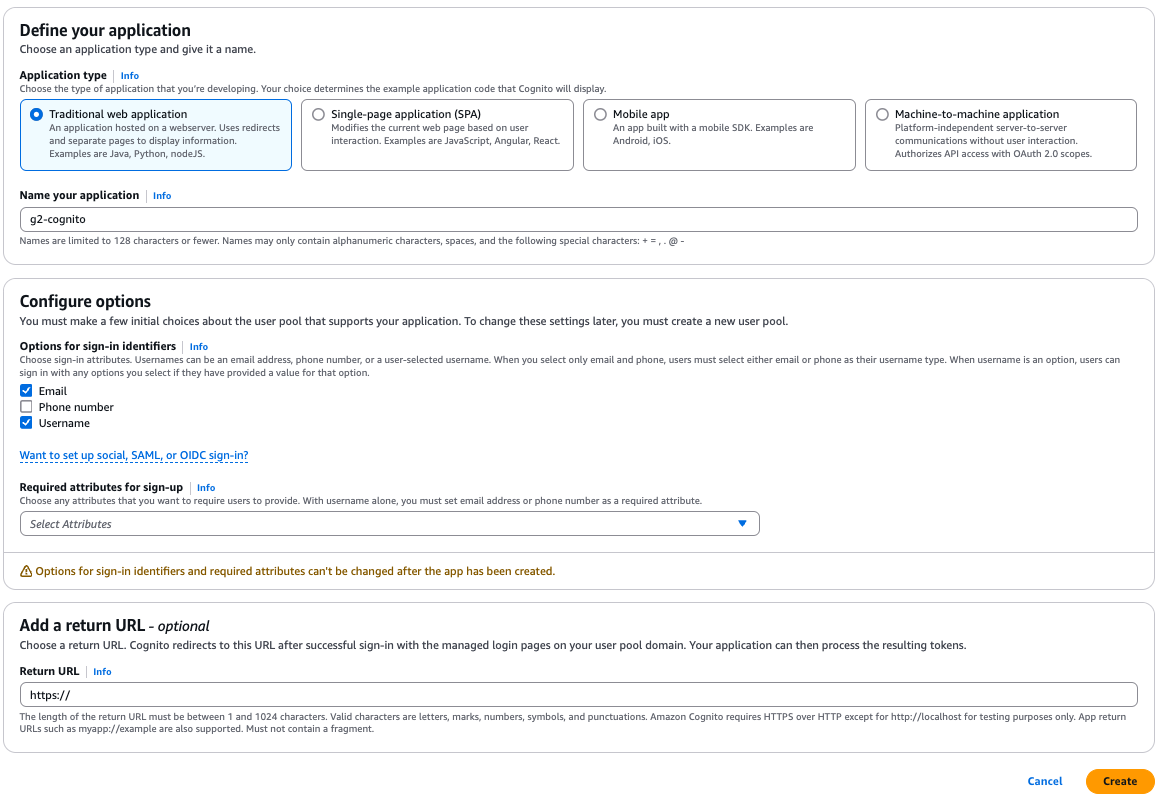 Define your application
Choose an application type and give it a name.
Application type Info
Choose the type of application that you're developing. Your choice determines the example application code that Cognito will display.
Traditional web application
An application hosted on a webserver. Uses redirects
and separate pages to display information.
Examples are Java, Python, nodeJS.
Single-page application (SPA)
Modifies the current web page based on user
interaction. Examples are JavaScript, Angular, React.
Mobile app
An app built with a mobile SDK. Examples are
Android, iOS.
Machine-to-machine application
Platform-independent server-to-server
communications without user interaction.
Authorizes API access with OAuth 2.0 scopes.
Name your application Info
g2-cognito
Names are limited to 128 characters or fewer. Names may only contain alphanumeric characters, spaces, and the following special characters: + = , . @ -
Configure options
You must make a few initial choices about the user pool that supports your application. To change these settings later, you must create a new user pool.
Options for sign-in identifiers Info
Choose sign-in attributes. Usernames can be an email address, phone number, or a user-selected username. When you select only email and phone, users must select either email or phone as their username type. When username is an option, users can
sign in with any options you select if they have provided a value for that option.
Email
Phone number
Username
Want to set up social, SAML, or OIDC sign-in?
Required attributes for sign-up Info
Choose any attributes that you want to require users to provide. With username alone, you must set email address or phone number as a required attribute.
Select Attributes
Options for sign-in identifiers and required attributes can't be changed after the app has been created.
Add a return URL - optional
Choose a return URL. Cognito redirects to this URL after successful sign-in with the managed login pages on your user pool domain. Your application can then process the resulting tokens.
Return URL Info
https://
The length of the return URL must be between 1 and 1024 characters. Valid characters are letters, marks, numbers, symbols, and punctuations. Amazon Cognito requires HTTPS over HTTP except for http://localhost for testing purposes only. App return
URLs such as myapp://example are also supported. Must not contain a fragment.
Cancel Create